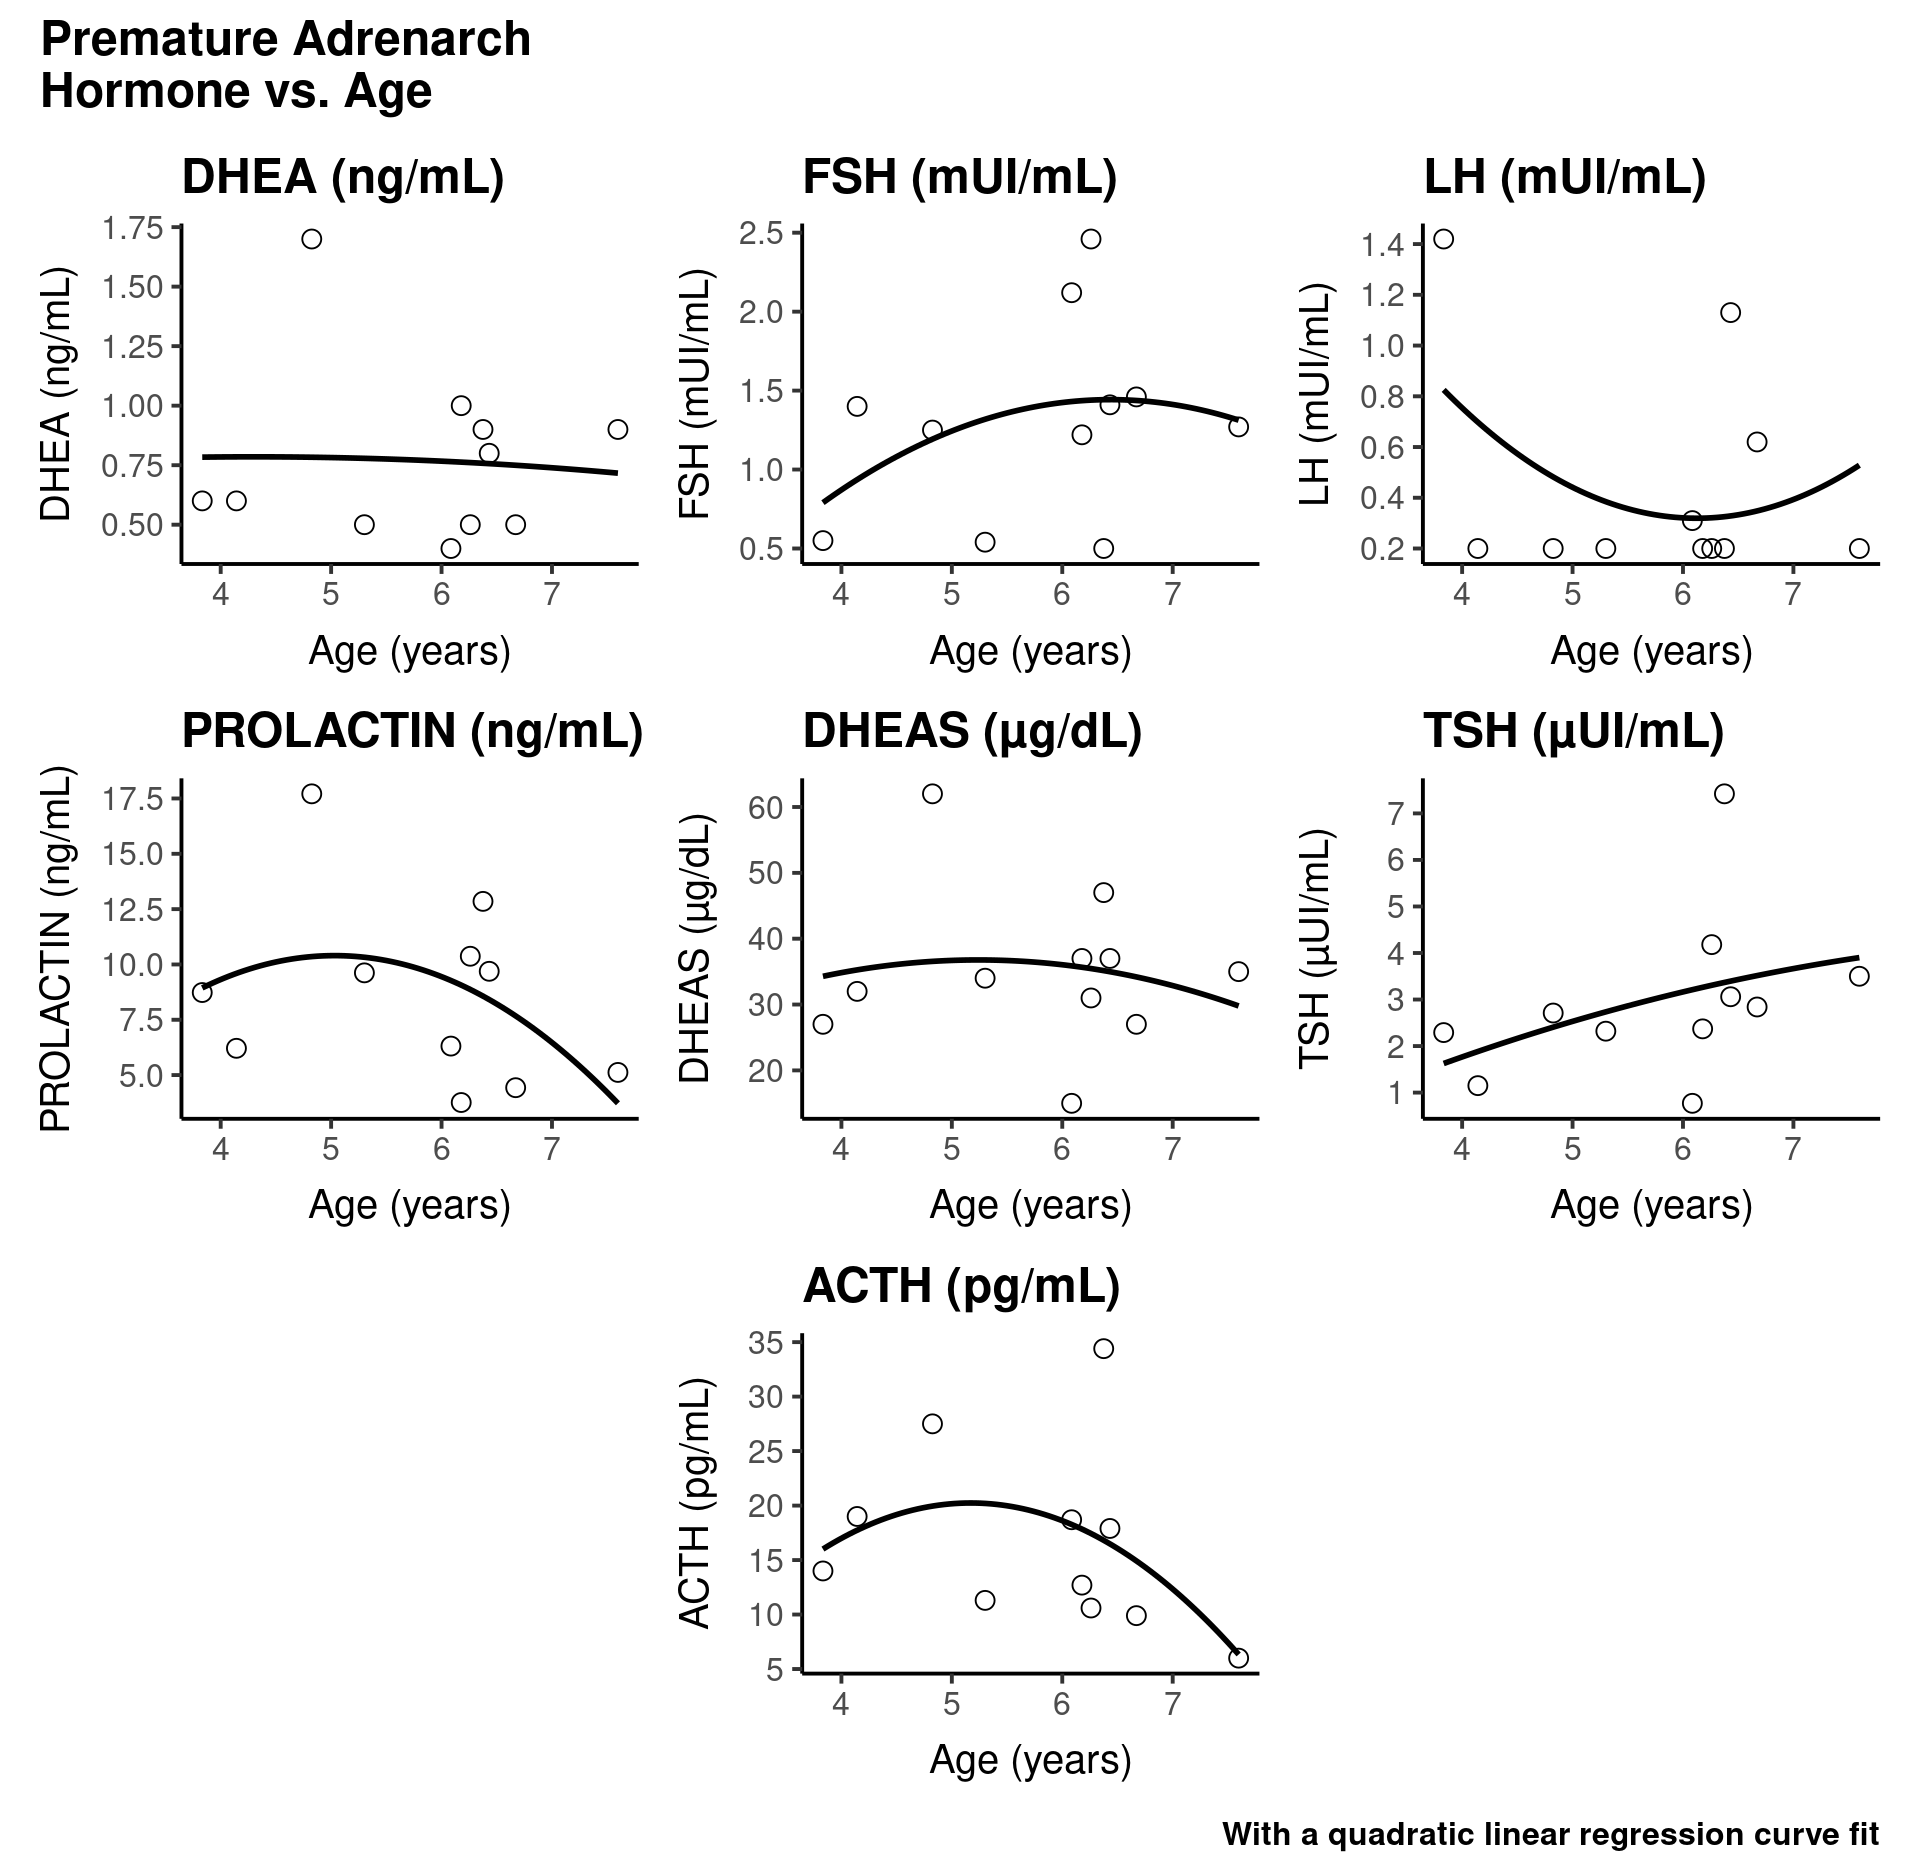 Premature Adrenarch
Hormone vs. Age
DHEA (ng/mL)
DHEA (ng/mL)
1.75
1.50
1.25
1.00
0.75
0.50
4 5 6 7
Age (years)
FSH (mUI/mL)
FSH (mUI/mL)
2.5
2.0
1.5
1.0
0.5
4 5 6 7
Age (years)
LH (mUI/mL)
LH (mUI/mL)
1.4
1.2
1.0
0.8
0.6
0.4
0.2
4 5 6 7
Age (years)
PROLACTIN (ng/mL)
PROLACTIN (ng/mL)
17.5
15.0
12.5
10.0
7.5
5.0
4 5 6 7
Age (years)
DHEAS (µg/dL)
DHEAS (µg/dL)
60
50
40
30
20
4 5 6 7
Age (years)
TSH (µUI/mL)
TSH (µUI/mL)
7
6
5
4
3
2
1
4 5 6 7
Age (years)
ACTH (pg/mL)
ACTH (pg/mL)
35
30
25
20
15
10
5
4 5 6 7
Age (years)
With a quadratic linear regression curve fit